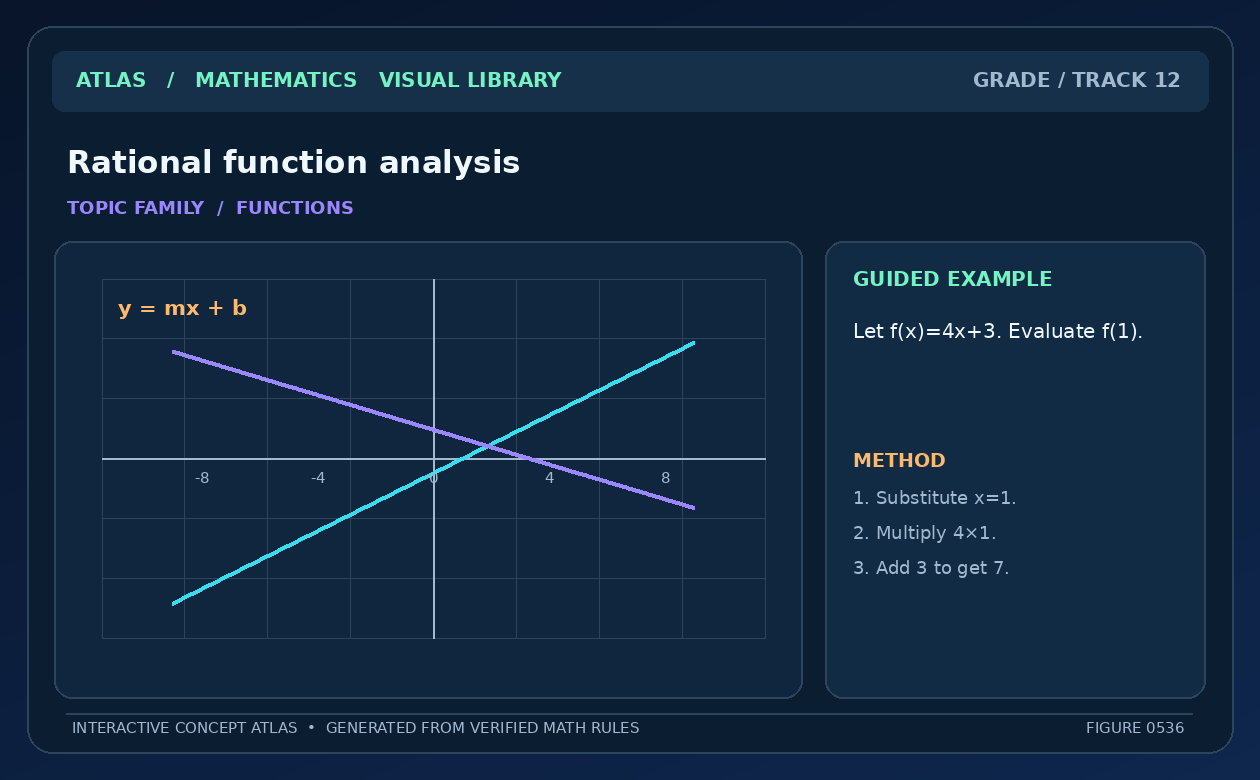 ATLAS / MATHEMATICS VISUAL LIBRARY
GRADE / TRACK 12
Rational function analysis
TOPIC FAMILY / FUNCTIONS
y = mx + b
-8 -4 0 4 8
GUIDED EXAMPLE
Let f(x)=4x+3. Evaluate f(1).
METHOD
1. Substitute x=1.
2. Multiply 4×1.
3. Add 3 to get 7.
INTERACTIVE CONCEPT ATLAS • GENERATED FROM VERIFIED MATH RULES
FIGURE 0536